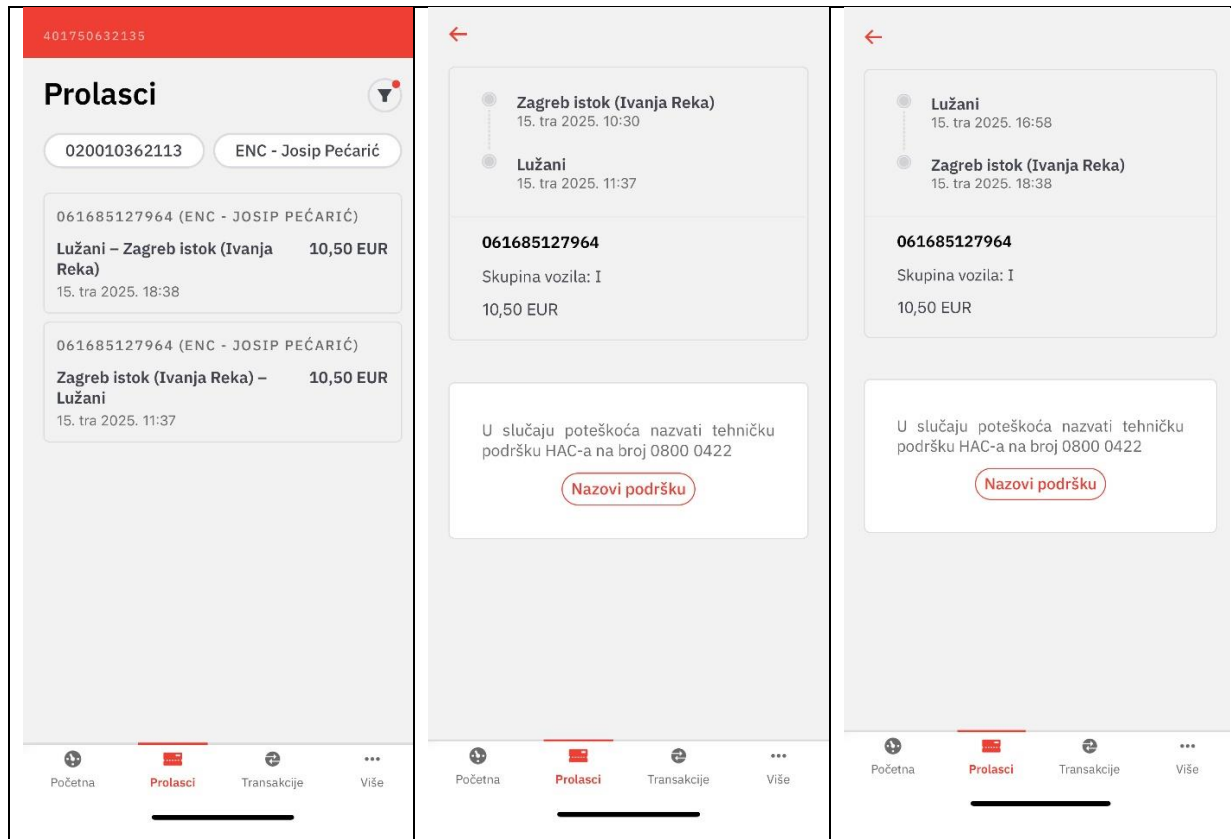 401750632135
Prolasci
020010362113
ENC - Josip Pećarić
061685127964 (ENC - JOSIP PEĆARIĆ)
Lužani – Zagreb istok (Ivanja 10,50 EUR
Reka)
15. tra 2025. 18:38
061685127964 (ENC - JOSIP PEĆARIĆ)
Zagreb istok (Ivanja Reka) – 10,50 EUR
Lužani
15. tra 2025. 11:37
Početna Prolasci Transakcije Više
Zagreb istok (Ivanja Reka)
15. tra 2025. 10:30
Lužani
15. tra 2025. 11:37
061685127964
Skupina vozila: I
10,50 EUR
U slučaju poteškoća nazvati tehničku
podršku HAC-a na broj 0800 0422
Nazovi podršku
Početna Prolasci Transakcije Više
Lužani
15. tra 2025. 16:58
Zagreb istok (Ivanja Reka)
15. tra 2025. 18:38
061685127964
Skupina vozila: I
10,50 EUR
U slučaju poteškoća nazvati tehničku
podršku HAC-a na broj 0800 0422
Nazovi podršku
Početna Prolasci Transakcije Više